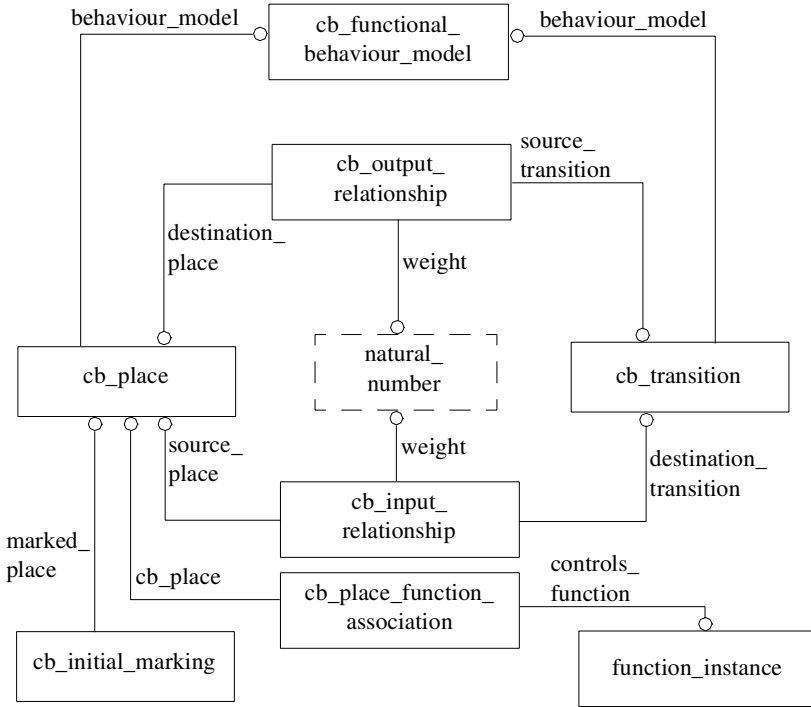 behaviour_model
cb_functional_
behaviour_model
behaviour_model
cb_output_
relationship
source_
transition
destination_
place
weight
cb_place
natural_
number
cb_transition
source_
place
weight
destination_
transition
cb_input_
relationship
marked_
place
cb_place
cb_place_function_
association
controls_
function
cb_initial_marking
function_instance